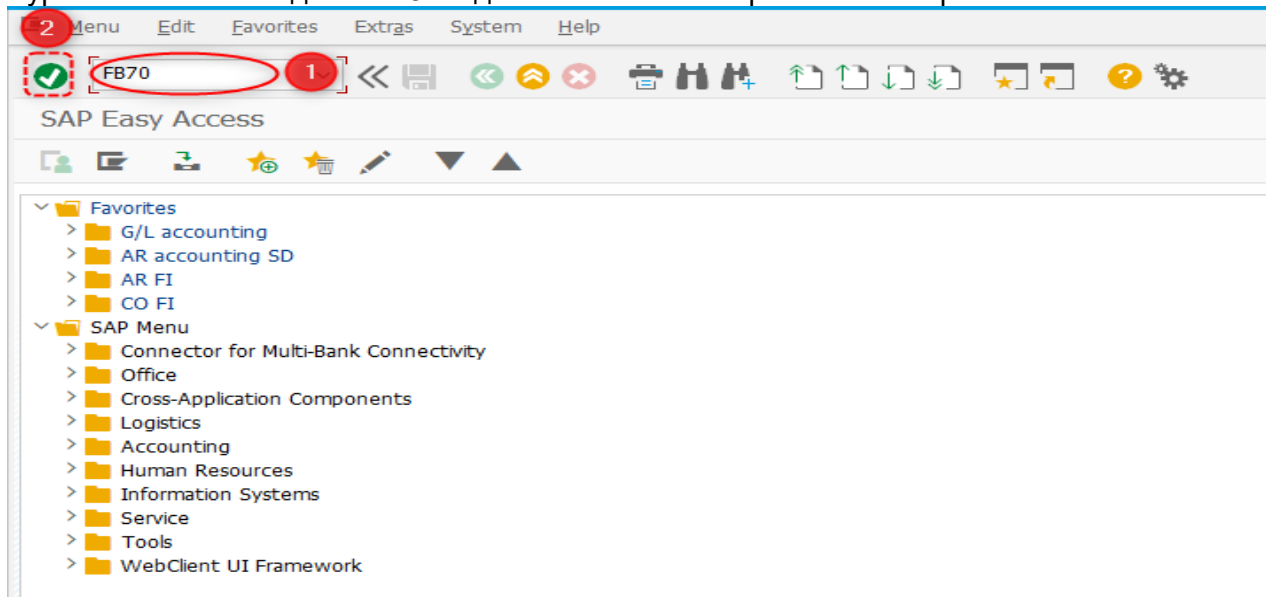 2 Menu Edit Favorites Extras System Help
FB70 1
SAP Easy Access
Favorites
G/L accounting
AR accounting SD
AR FI
CO FI
SAP Menu
Connector for Multi-Bank Connectivity
Office
Cross-Application Components
Logistics
Accounting
Human Resources
Information Systems
Service
Tools
WebClient UI Framework